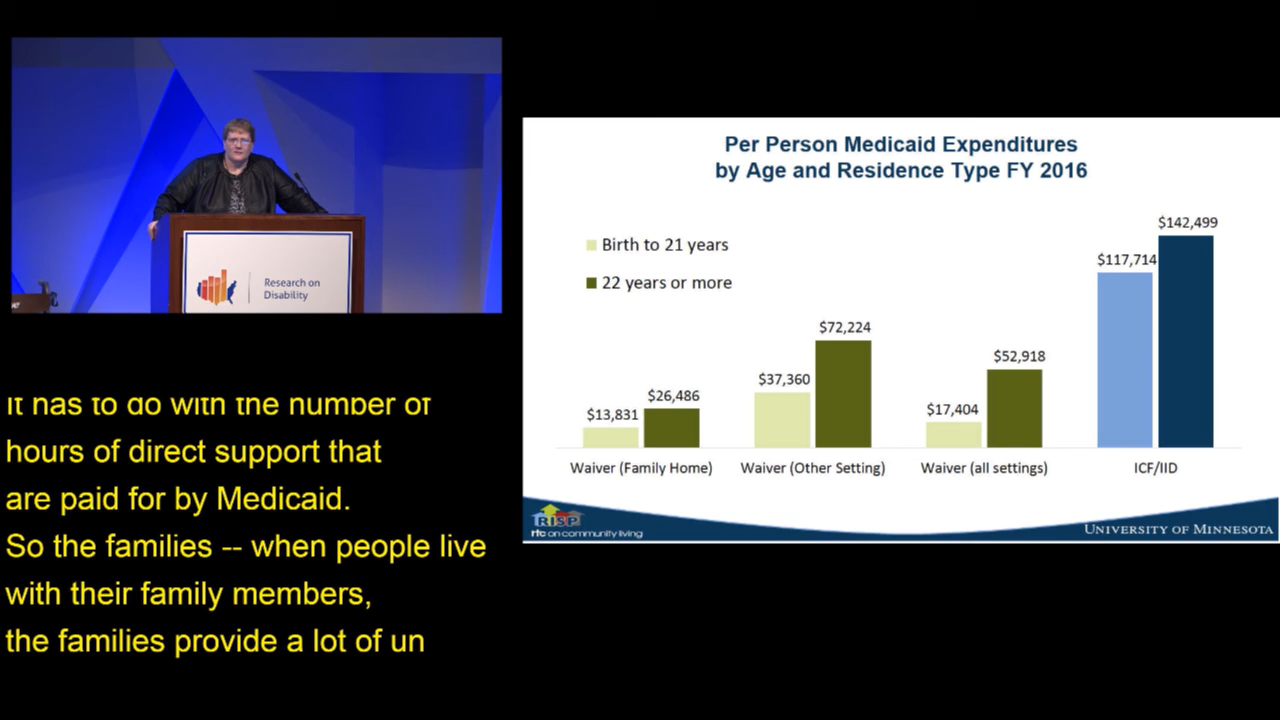 Research on
Disability
It has to do with the number of
hours of direct support that
are paid for by Medicaid.
So the families -- when people live
with their family members,
the families provide a lot of un
Per Person Medicaid Expenditures
by Age and Residence Type FY 2016
Birth to 21 years
22 years or more
$13,831
$26,486
$37,360
$72,224
$17,404
$52,918
$117,714
$142,499
Waiver (Family Home)
Waiver (Other Setting)
Waiver (all settings)
ICF/IID
RISP
rtc on community living
UNIVERSITY OF MINNESOTA